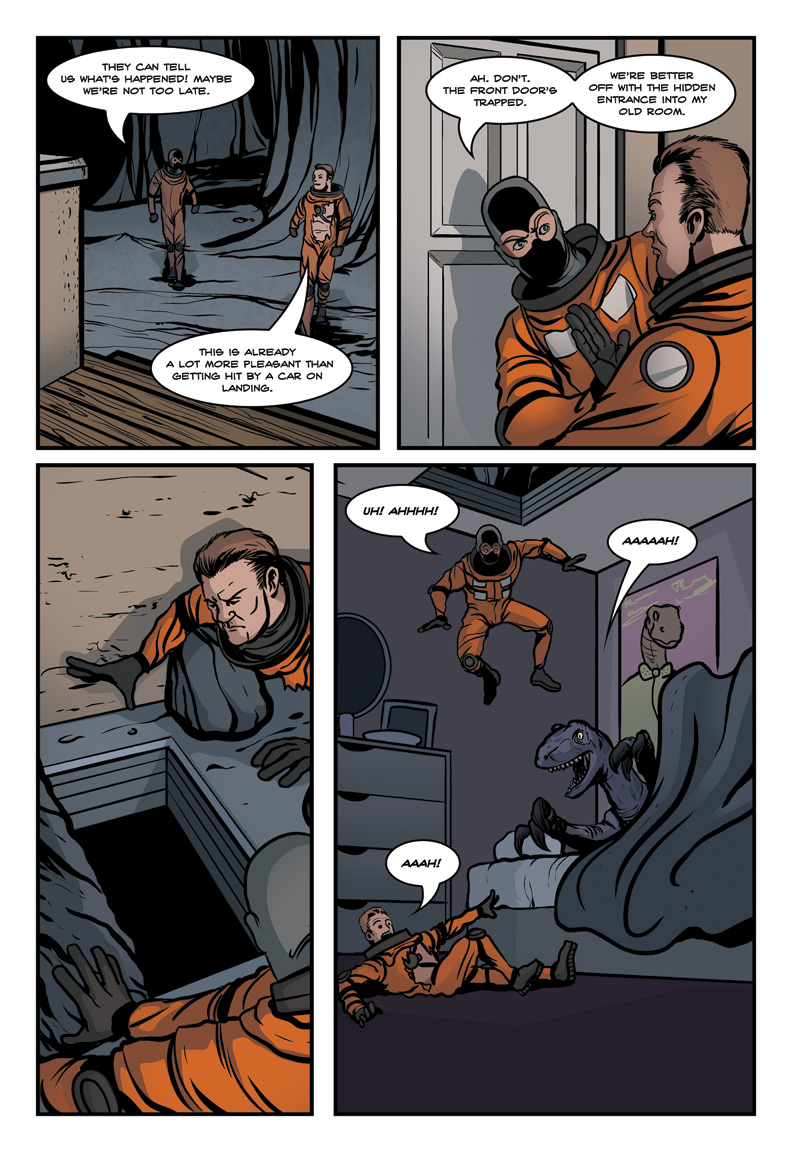 THEY CAN TELL
US WHAT'S HAPPENED! MAYBE
WE'RE NOT TOO LATE.
THIS IS ALREADY
A LOT MORE PLEASANT THAN
GETTING HIT BY A CAR ON
LANDING.
AH. DON'T.
THE FRONT DOOR'S
TRAPPED.
WE'RE BETTER
OFF WITH THE HIDDEN
ENTRANCE INTO MY
OLD ROOM.
UH! AHHHH!
AAAAAH!
AAAH!